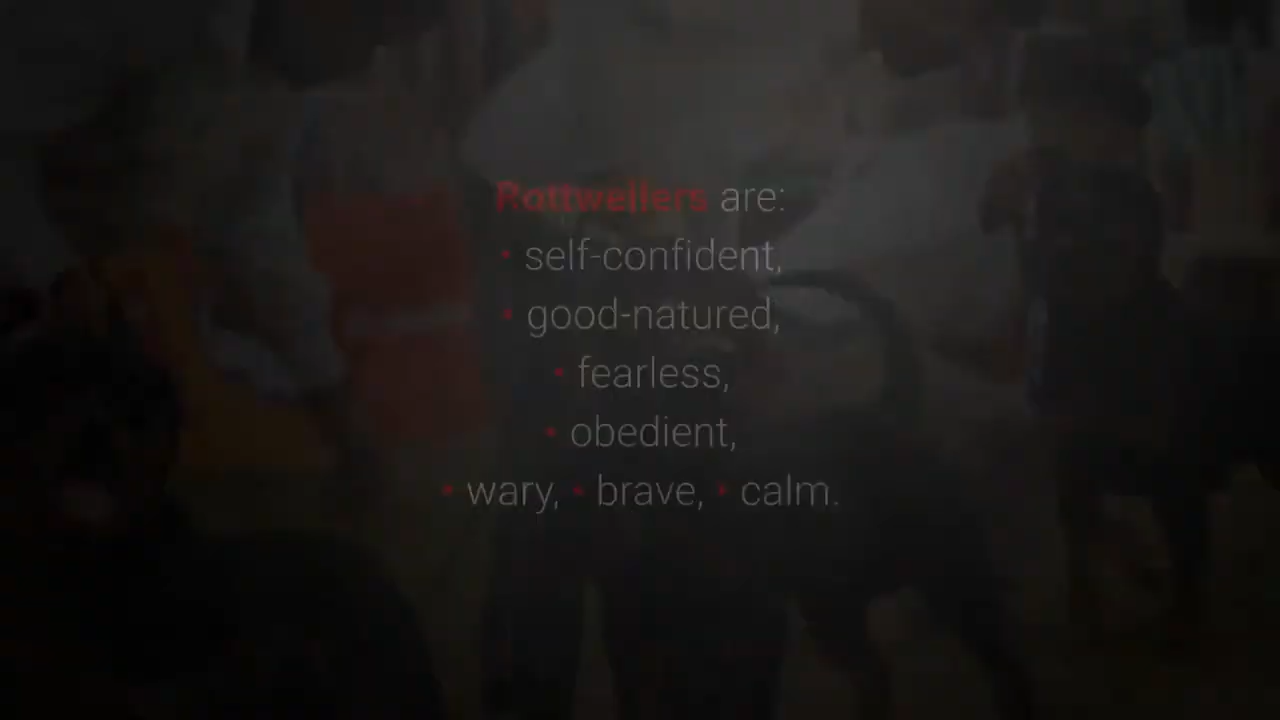 Rottweilers are:
• self-confident,
• good-natured,
• fearless,
• obedient,
• wary, • brave, • calm.